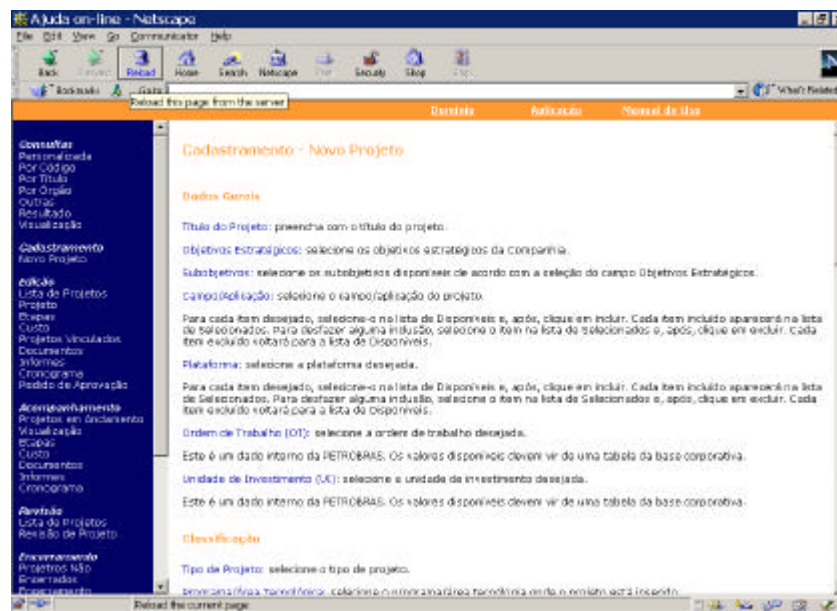 Ajuda on-line - Netscape
File Edit View Go Communicator Help
Back Forward Reload Home Search Netscape Print Security Shop Stop
Bookmarks Goto
What's Related
Reload this page from the server
Domínio Aplicação Manual de Uso
Consultas
Personalizada
Por Código
Por Título
Por Órgão
Outras
Resultado
Visualização
Cadastramento
Novo Projeto
Edição
Lista de Projetos
Projeto
Etapas
Custo
Projetos Vinculados
Documentos
Informes
Cronograma
Pedido de Aprovação
Acompanhamento
Projetos em Andamento
Visualização
Etapas
Custo
Documentos
Informes
Cronograma
Revisão
Lista de Projetos
Revisão de Projeto
Encerramento
Projetros Não
Encerrados
Encerramento
Cadastramento - Novo Projeto
Dados Gerais
Título do Projeto: preencha com o título do projeto.
Objetivos Estratégicos: selecione os objetivos estratégicos da Companhia.
Subobjetivos: selecione os subobjetivos disponíveis de acordo com a seleção do campo Objetivos Estratégicos.
Campo/Aplicação: selecione o campo/aplicação do projeto.
Para cada item desejado, selecione-o na lista de Disponíveis e, após, clique em incluir. Cada item incluído aparecerá na lista
de Selecionados. Para desfazer alguma inclusão, selecione o item na lista de Selecionados e, após, clique em excluir. Cada
item excluído voltará para a lista de Disponíveis.
Plataforma: selecione a plataforma desejada.
Para cada item desejado, selecione-o na lista de Disponíveis e, após, clique em incluir. Cada item incluído aparecerá na lista
de Selecionados. Para desfazer alguma inclusão, selecione o item na lista de Selecionados e, após, clique em excluir. Cada
item excluído voltará para a lista de Disponíveis.
Ordem de Trabalho (OT): selecione a ordem de trabalho desejada.
Este é um dado interno da PETROBRAS. Os valores disponíveis devem vir de uma tabela da base corporativa.
Unidade de Investimento (UI): selecione a unidade de investimento desejada.
Este é um dado interno da PETROBRAS. Os valores disponíveis devem vir de uma tabela da base corporativa.
Classificação
Tipo de Projeto: selecione o tipo de projeto.
Programa/Área Tecnológica: selecione o programa/área tecnológica onde o projeto está inserido.
Reload the current page